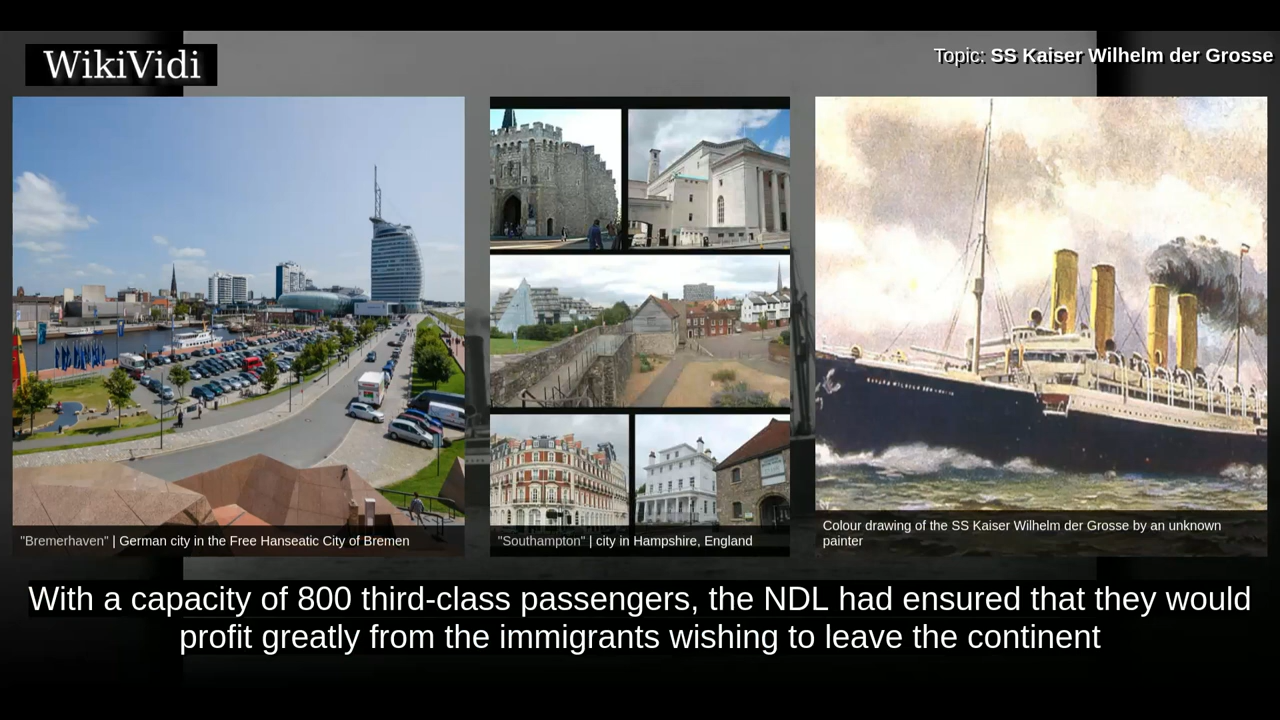 WikiVidi
Topic: SS Kaiser Wilhelm der Grosse
"Bremerhaven" | German city in the Free Hanseatic City of Bremen
"Southampton" | city in Hampshire, England
Colour drawing of the SS Kaiser Wilhelm der Grosse by an unknown
painter
With a capacity of 800 third-class passengers, the NDL had ensured that they would
profit greatly from the immigrants wishing to leave the continent